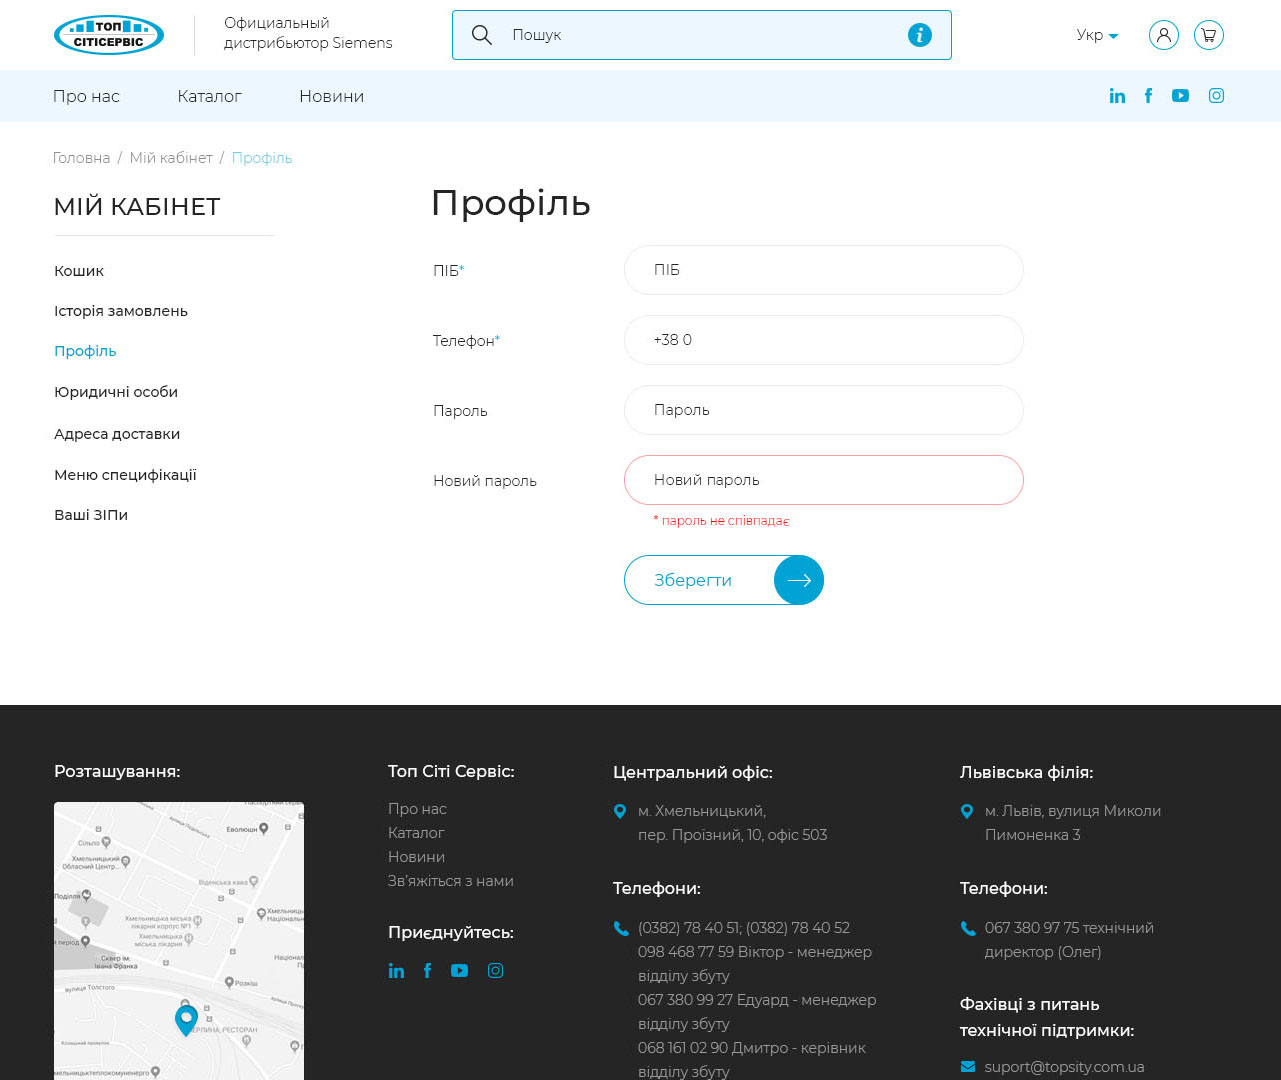 ТОП
СІТІСЕРВІС
Официальный
дистрибьютор Siemens
Пошук
Укр
Про нас
Каталог
Новини
Головна / Мій кабінет / Профіль
МІЙ КАБІНЕТ
Кошик
Історія замовлень
Профіль
Юридичні особи
Адреса доставки
Меню специфікації
Ваші ЗІПи
Профіль
ПІБ*
ПІБ
Телефон*
+38 0
Пароль
Пароль
Новий пароль
Новий пароль
* пароль не співпадає
Зберегти
Розташування:
Еволюшн
Сільпо
Хмельницький
Обласний Центр...
Віденська кава
Поділля
Хмельницька міська
лікарня корпус №1
Хмельницька
міська лікарня
Хмельниць
Національн
й період
Сквер ім.
Івана Франка
Націонал
вулиця Толстого
Розкіш
ЕРЛИНА, РЕСТОРАН
мельницьктеплокомуненерго
Топ Сіті Сервіс:
Про нас
Каталог
Новини
Зв’яжіться з нами
Приєднуйтесь:
Центральний офіс:
м. Хмельницький,
пер. Проїзний, 10, офіс 503
Телефони:
(0382) 78 40 51; (0382) 78 40 52
098 468 77 59 Віктор - менеджер
відділу збуту
067 380 99 27 Едуард - менеджер
відділу збуту
068 161 02 90 Дмитро - керівник
відділу збуту
Львівська філія:
м. Львів, вулиця Миколи
Пимоненка 3
Телефони:
067 380 97 75 технічний
директор (Олег)
Фахівці з питань
технічної підтримки:
suport@topsity.com.ua